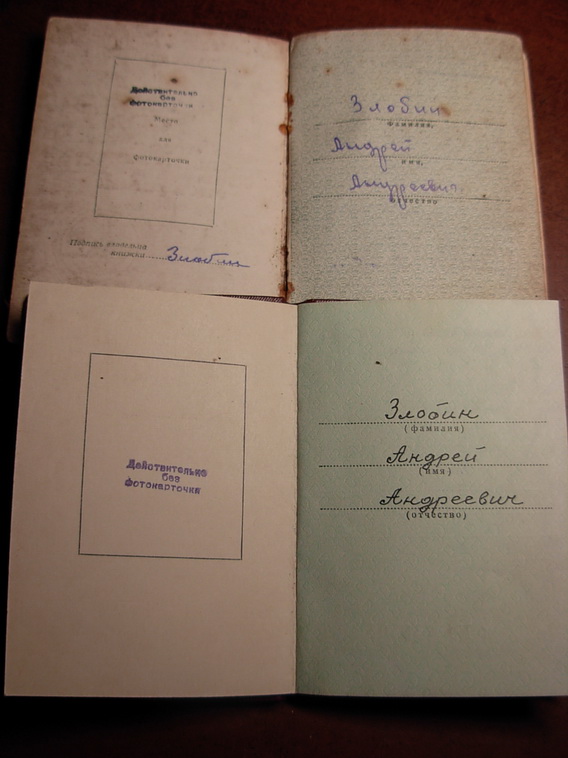 Действительно
без
фотокарточки
Место
для
фотокарточки
Подпись владельца
книжки
Злобин
Злобин
фамилия,
Андрей
имя,
Андреевич
отчество
Действительно
без
фотокарточки
Злобин
(фамилия)
Андрей
(имя)
Андреевич
(отчество)